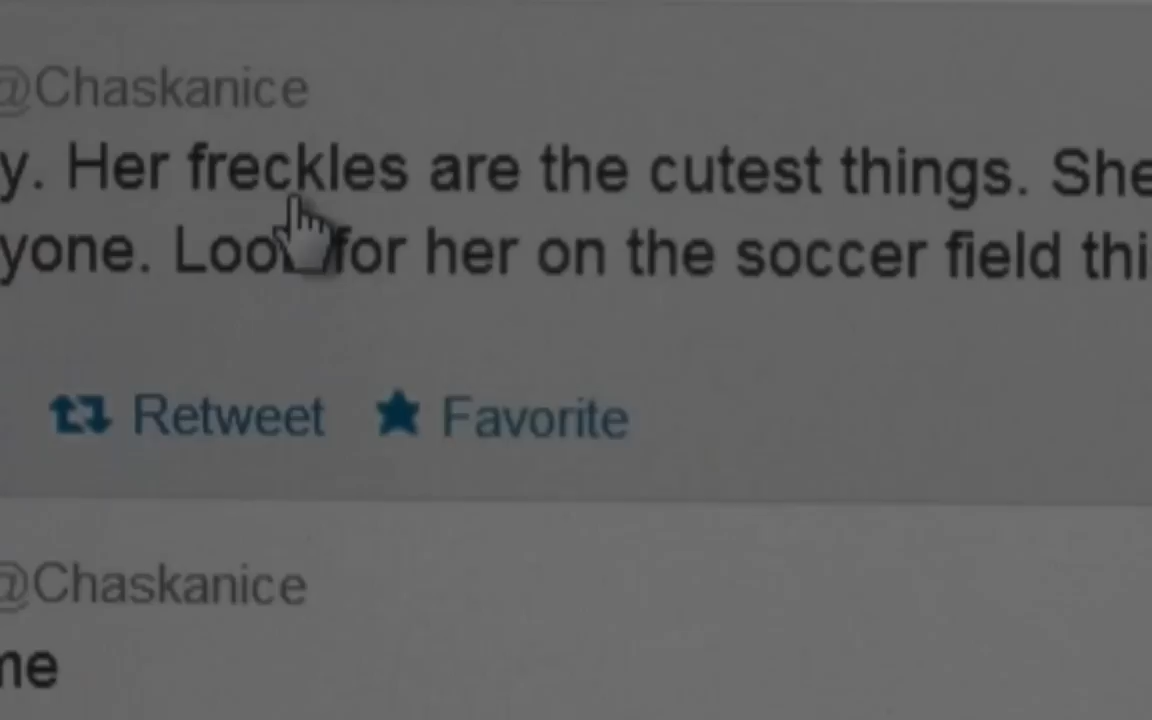 @Chaskanice
y. Her freckles are the cutest things. She
yone. Look for her on the soccer field thi
Retweet Favorite
@Chaskanice
me